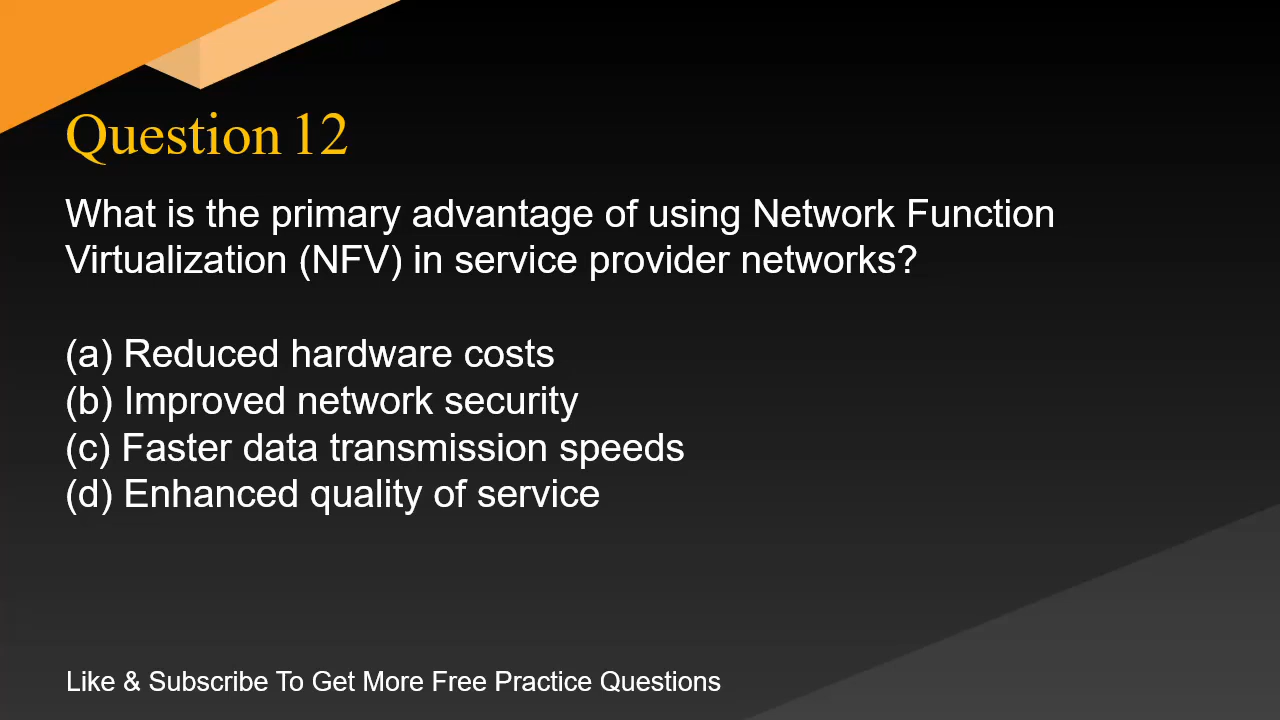 Question 12
What is the primary advantage of using Network Function
Virtualization (NFV) in service provider networks?
(a) Reduced hardware costs
(b) Improved network security
(c) Faster data transmission speeds
(d) Enhanced quality of service
Like & Subscribe To Get More Free Practice Questions